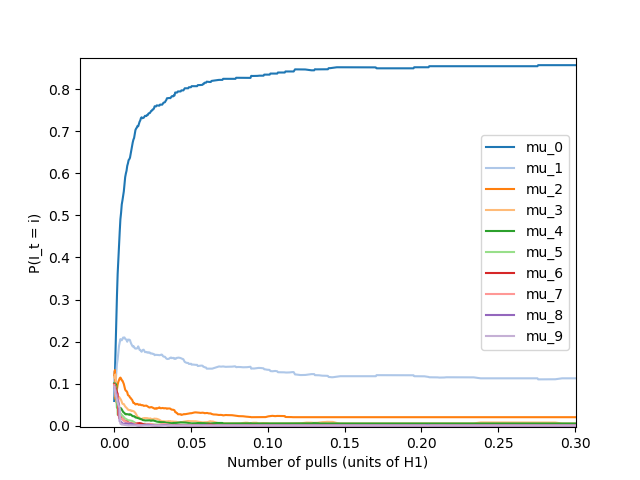 P(I_t = i)
0.8
0.7
0.6
0.5
0.4
0.3
0.2
0.1
0.0
mu_0
mu_1
mu_2
mu_3
mu_4
mu_5
mu_6
mu_7
mu_8
mu_9
0.00 0.05 0.10 0.15 0.20 0.25 0.30
Number of pulls (units of H1)